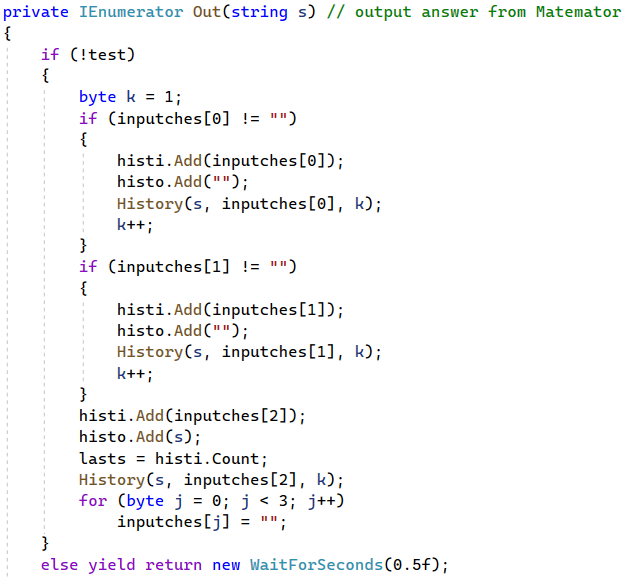 private IEnumerator Out(string s) // output answer from Matemator
{
    if (!test)
    {
        byte k = 1;
        if (inputches[0] != "")
        {
            histi.Add(inputches[0]);
            histo.Add("");
            History(s, inputches[0], k);
            k++;
        }
        if (inputches[1] != "")
        {
            histi.Add(inputches[1]);
            histo.Add("");
            History(s, inputches[1], k);
            k++;
        }
        histi.Add(inputches[2]);
        histo.Add(s);
        lasts = histi.Count;
        History(s, inputches[2], k);
        for (byte j = 0; j < 3; j++)
            inputches[j] = "";
    }
    else yield return new WaitForSeconds(0.5f);